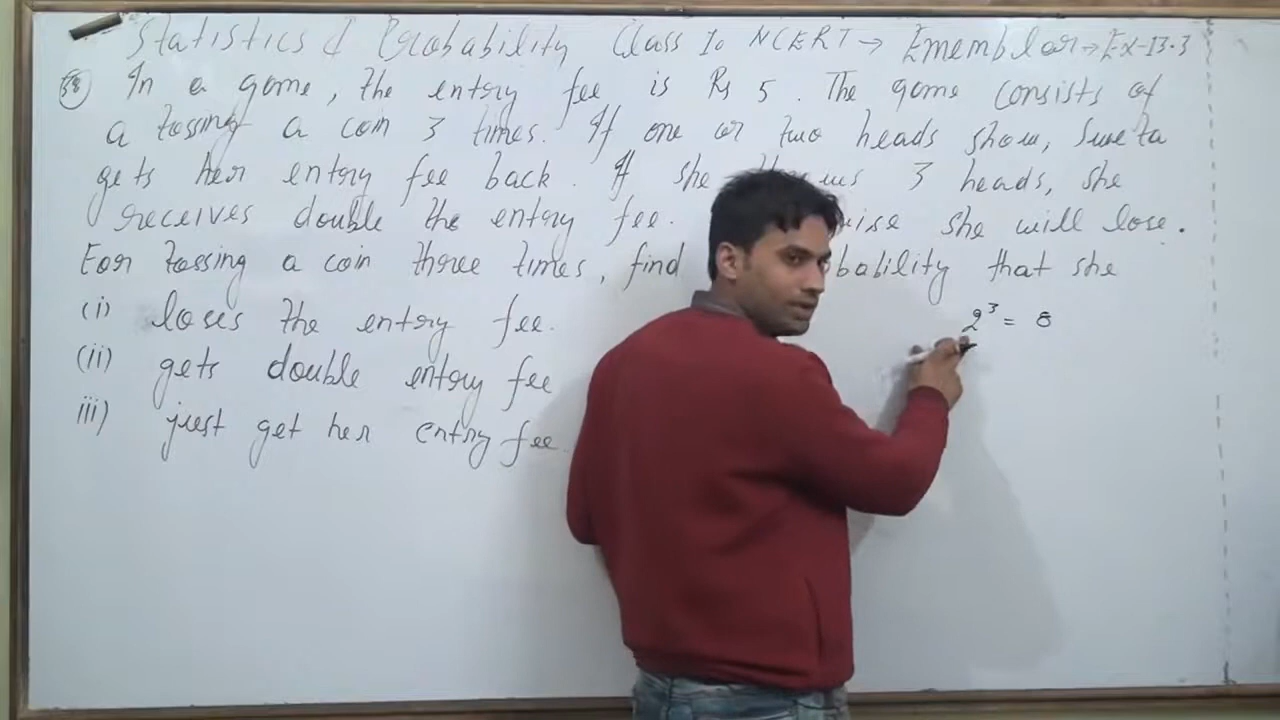 Statistics & Probability Class 10 NCERT → Exemplar → Ex-13.3
38 In a game, the entry fee is Rs 5. The game consists of
a tossing a coin 3 times. If one or two heads show, Sweta
gets her entry fee back. If she 3 heads, she
receives double the entry fee. she will lose.
For tossing a coin three times, find that she
(i) loses the entry fee.
(ii) gets double entry fee
iii) just get her entry fee.
2³ = 8